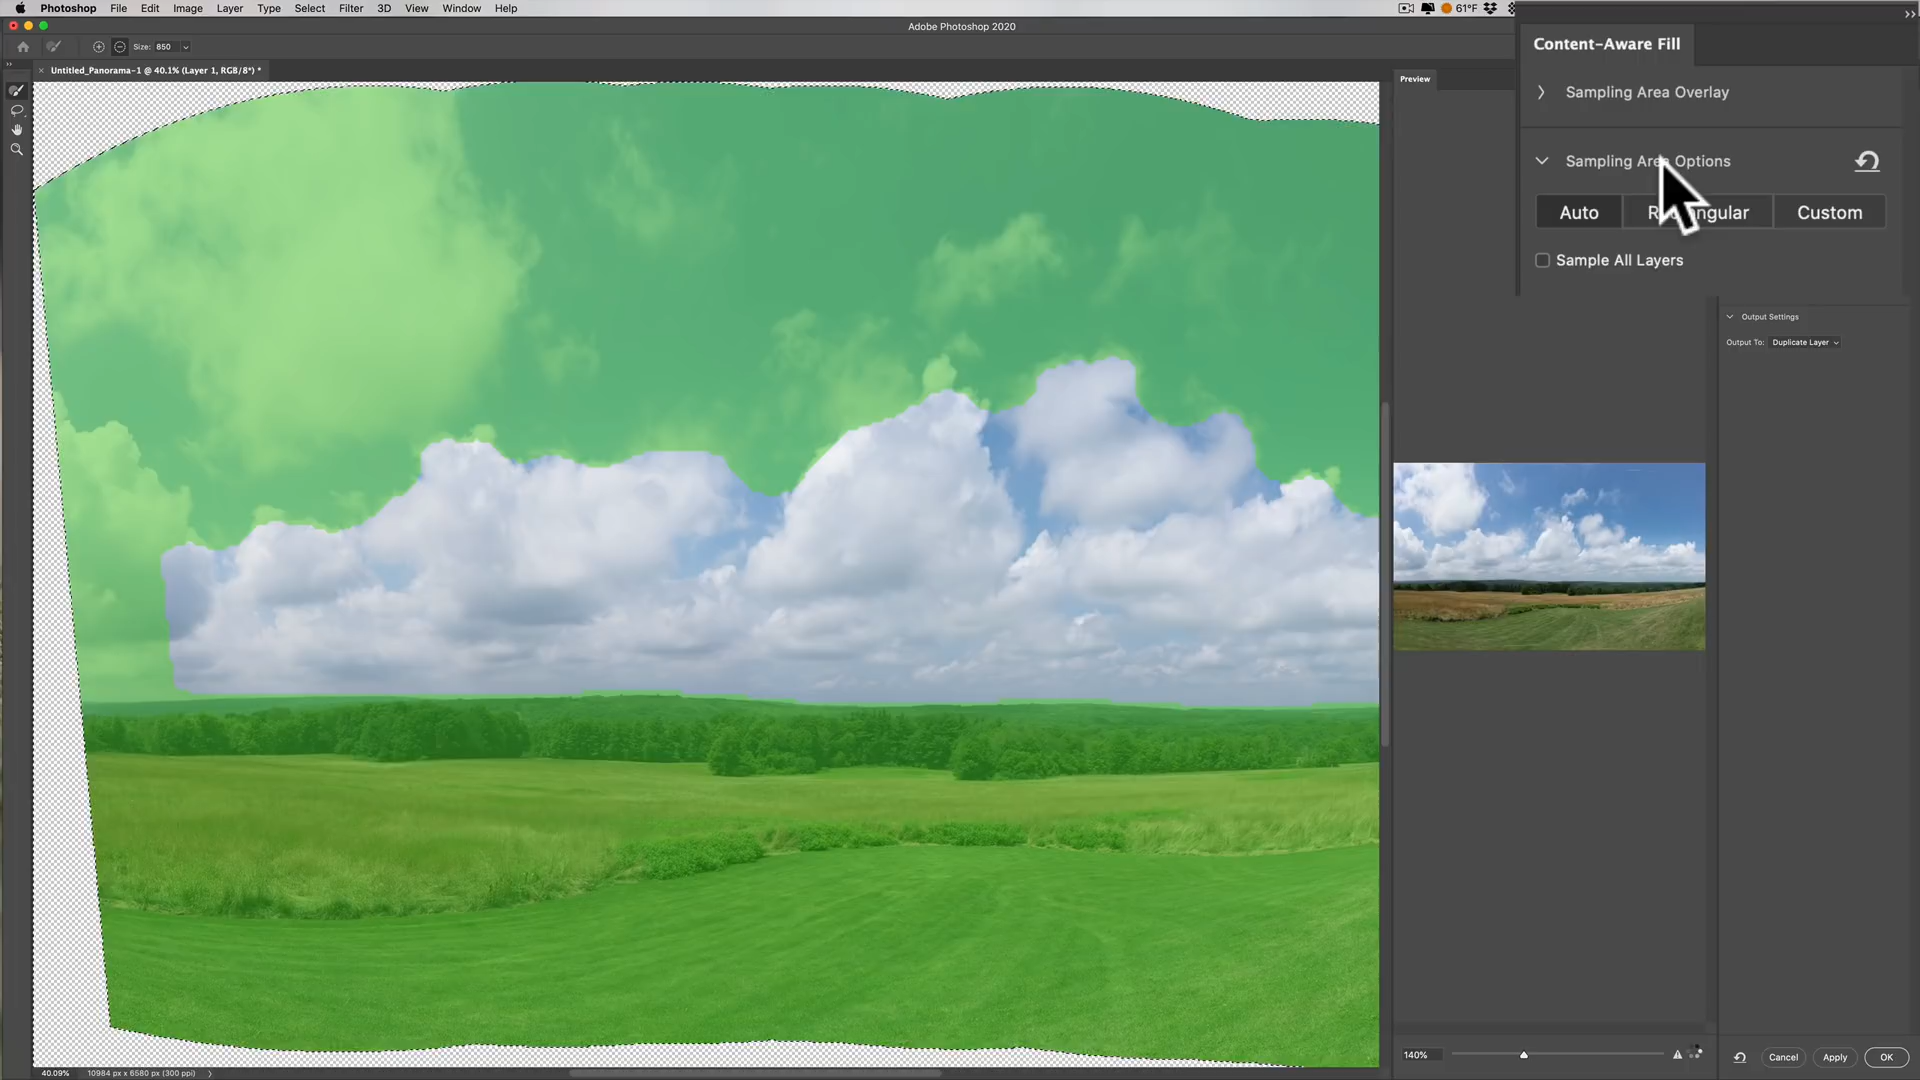 Photoshop File Edit Image Layer Type Select Filter 3D View Window Help
61°F
Adobe Photoshop 2020
Size: 850
Untitled_Panorama-1 @ 40.1% (Layer 1, RGB/8*) *
Preview
Content-Aware Fill
Sampling Area Overlay
Sampling Area Options
Auto Rectangular Custom
Sample All Layers
Output Settings
Output To: Duplicate Layer
140%
Cancel Apply OK
40.09% 10984 px x 6580 px (300 ppi)